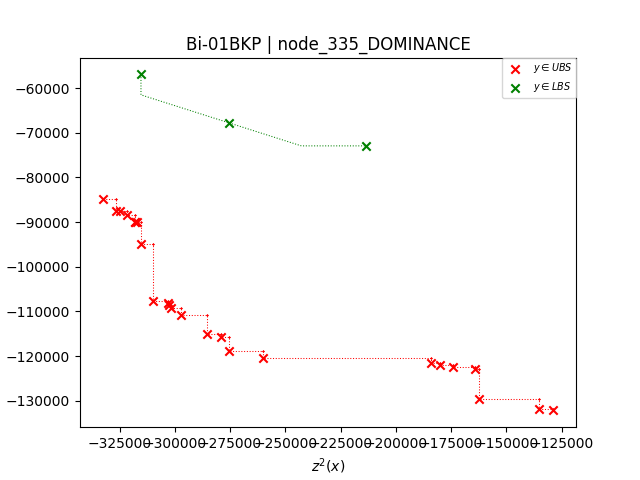 Bi-01BKP | node_335_DOMINANCE
y ∈ UBS
y ∈ LBS
−60000
−70000
−80000
−90000
−100000
−110000
−120000
−130000
−325000 −300000 −275000 −250000 −225000 −200000 −175000 −150000 −125000
z²(x)